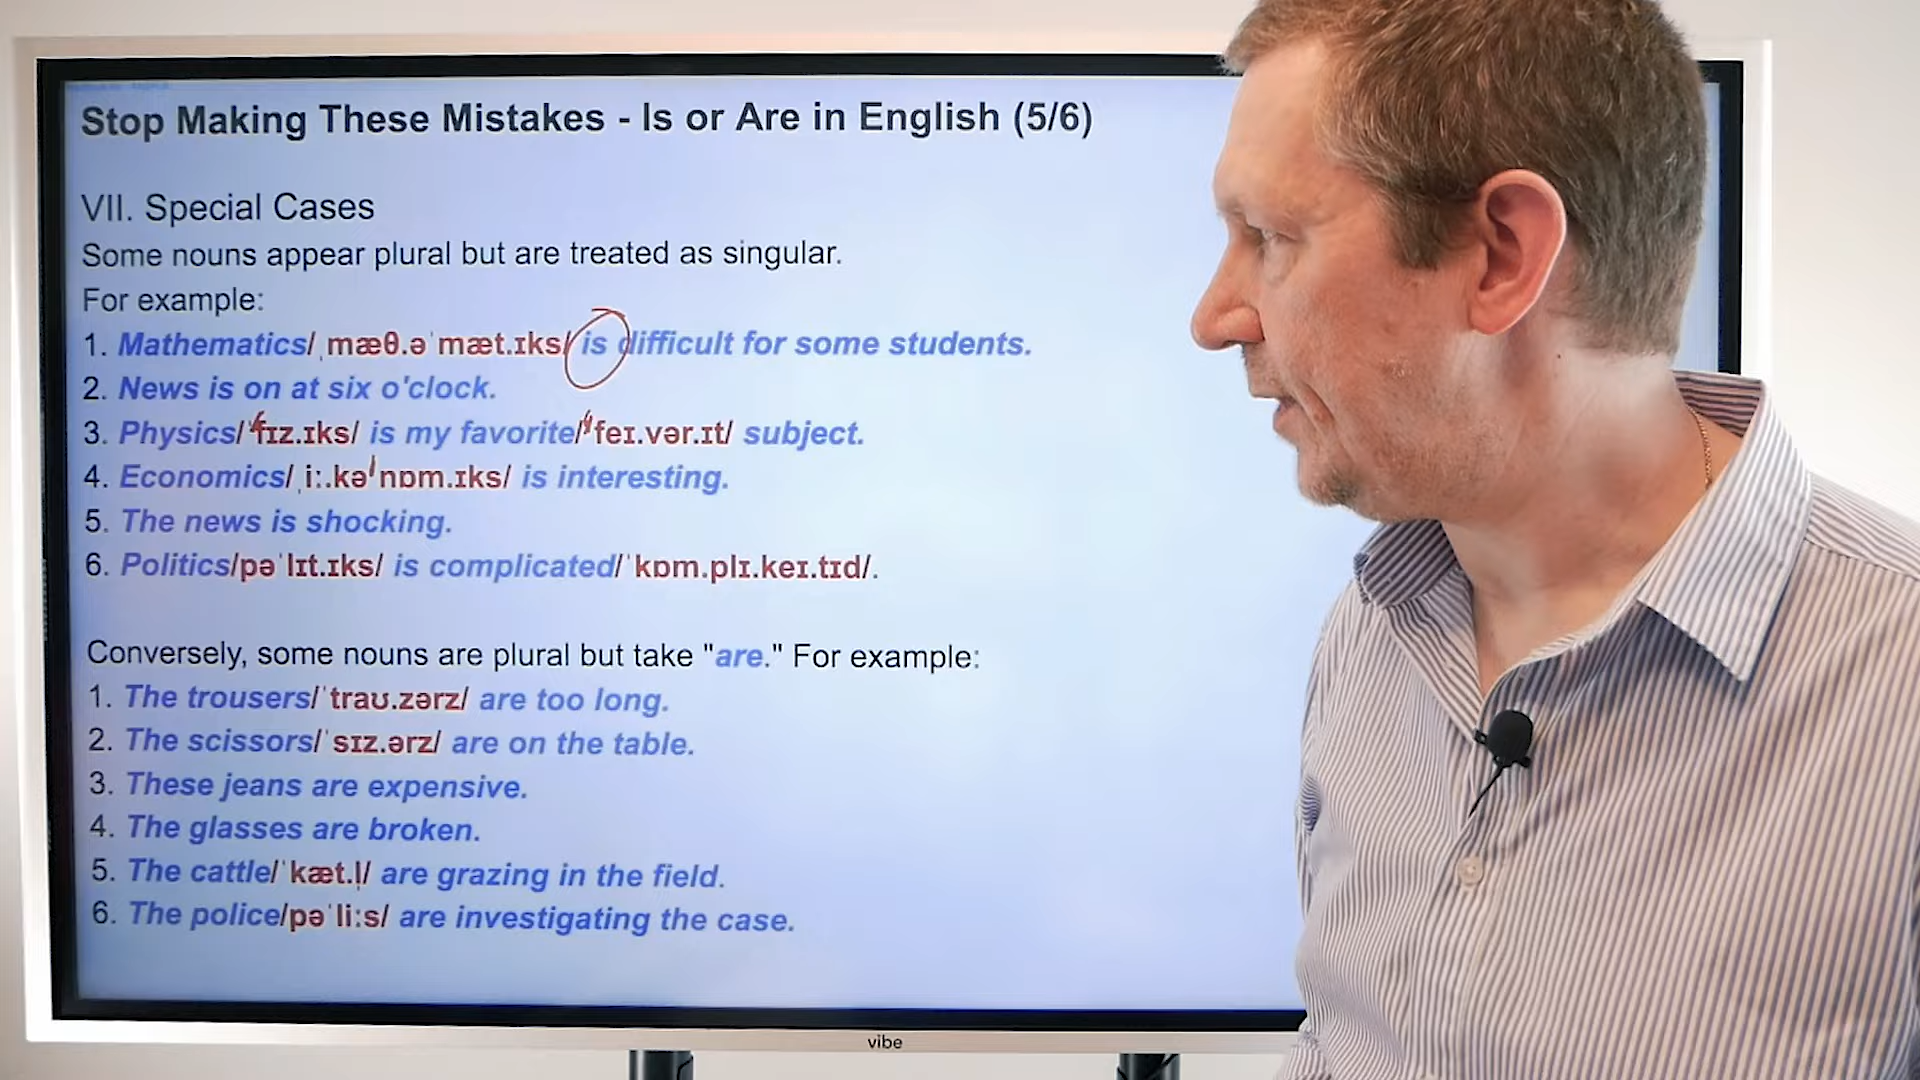 Stop Making These Mistakes - Is or Are in English (5/6)
VII. Special Cases
Some nouns appear plural but are treated as singular.
For example:
1. Mathematics/ˌmæθ.əˈmæt.ɪks/ is difficult for some students.
2. News is on at six o'clock.
3. Physics/ˈfɪz.ɪks/ is my favorite/ˈfeɪ.vər.ɪt/ subject.
4. Economics/ˌiː.kəˈnɒm.ɪks/ is interesting.
5. The news is shocking.
6. Politics/pəˈlɪt.ɪks/ is complicated/ˈkɒm.plɪ.keɪ.tɪd/.
Conversely, some nouns are plural but take "are." For example:
1. The trousers/ˈtraʊ.zərz/ are too long.
2. The scissors/ˈsɪz.ərz/ are on the table.
3. These jeans are expensive.
4. The glasses are broken.
5. The cattle/ˈkæt.l̩/ are grazing in the field.
6. The police/pəˈliːs/ are investigating the case.
vibe